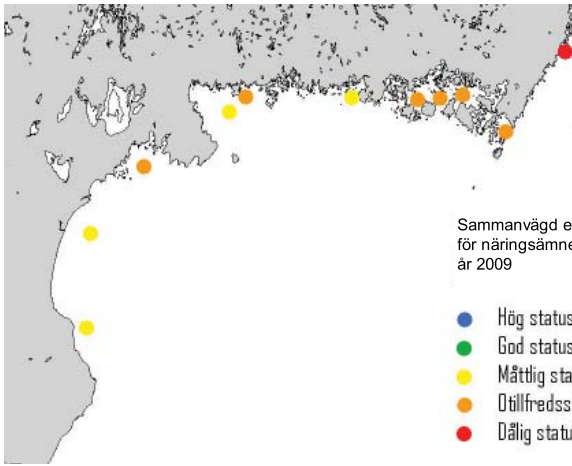 Sammanvägd e
för näringsämne
år 2009
Hög status
God status
Måttlig sta
Otillfredss
Dålig statu